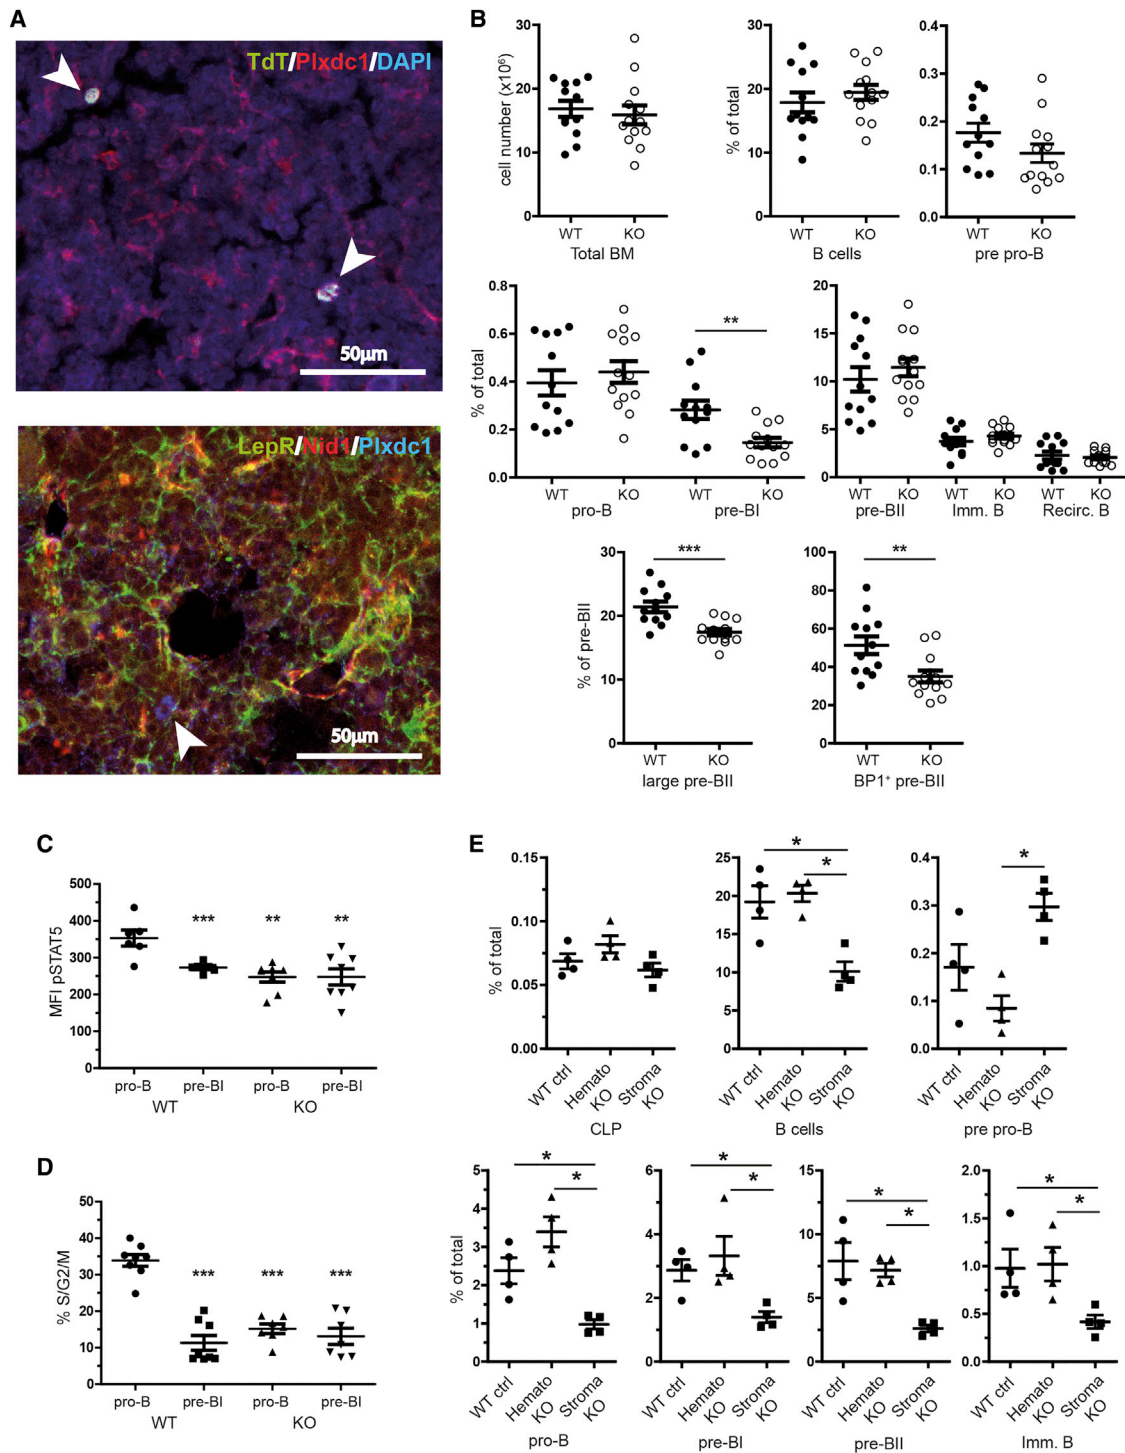 A
TdT/Plxdc1/DAPI
50µm
LepR/Nid1/Plxdc1
50µm
B
cell number (x10⁶)
30
20
10
0
WT KO
Total BM
% of total
30
20
10
0
WT KO
B cells
0.4
0.3
0.2
0.1
0.0
WT KO
pre pro-B
% of total
0.8
0.6
0.4
0.2
0.0
**
WT KO WT KO
pro-B pre-BI
20
15
10
5
0
WT KO WT KO WT KO
pre-BII Imm. B Recirc. B
% of pre-BII
30
20
10
0
***
WT KO
large pre-BII
100
80
60
40
20
0
**
WT KO
BP1⁺ pre-BII
C
MFI pSTAT5
500
400
300
200
100
0
*** ** **
pro-B pre-BI pro-B pre-BI
WT KO
D
% S/G2/M
50
40
30
20
10
0
*** *** ***
pro-B pre-BI pro-B pre-BI
WT KO
E
% of total
0.15
0.10
0.05
0.00
WT ctrl
Hemato KO
Stroma KO
CLP
25
20
15
10
5
0
*
*
WT ctrl
Hemato KO
Stroma KO
B cells
0.4
0.3
0.2
0.1
0.0
*
WT ctrl
Hemato KO
Stroma KO
pre pro-B
% of total
5
4
3
2
1
0
*
*
WT ctrl
Hemato KO
Stroma KO
pro-B
6
4
2
0
*
*
WT ctrl
Hemato KO
Stroma KO
pre-BI
15
10
5
0
*
*
WT ctrl
Hemato KO
Stroma KO
pre-BII
2.0
1.5
1.0
0.5
0.0
*
*
WT ctrl
Hemato KO
Stroma KO
Imm. B